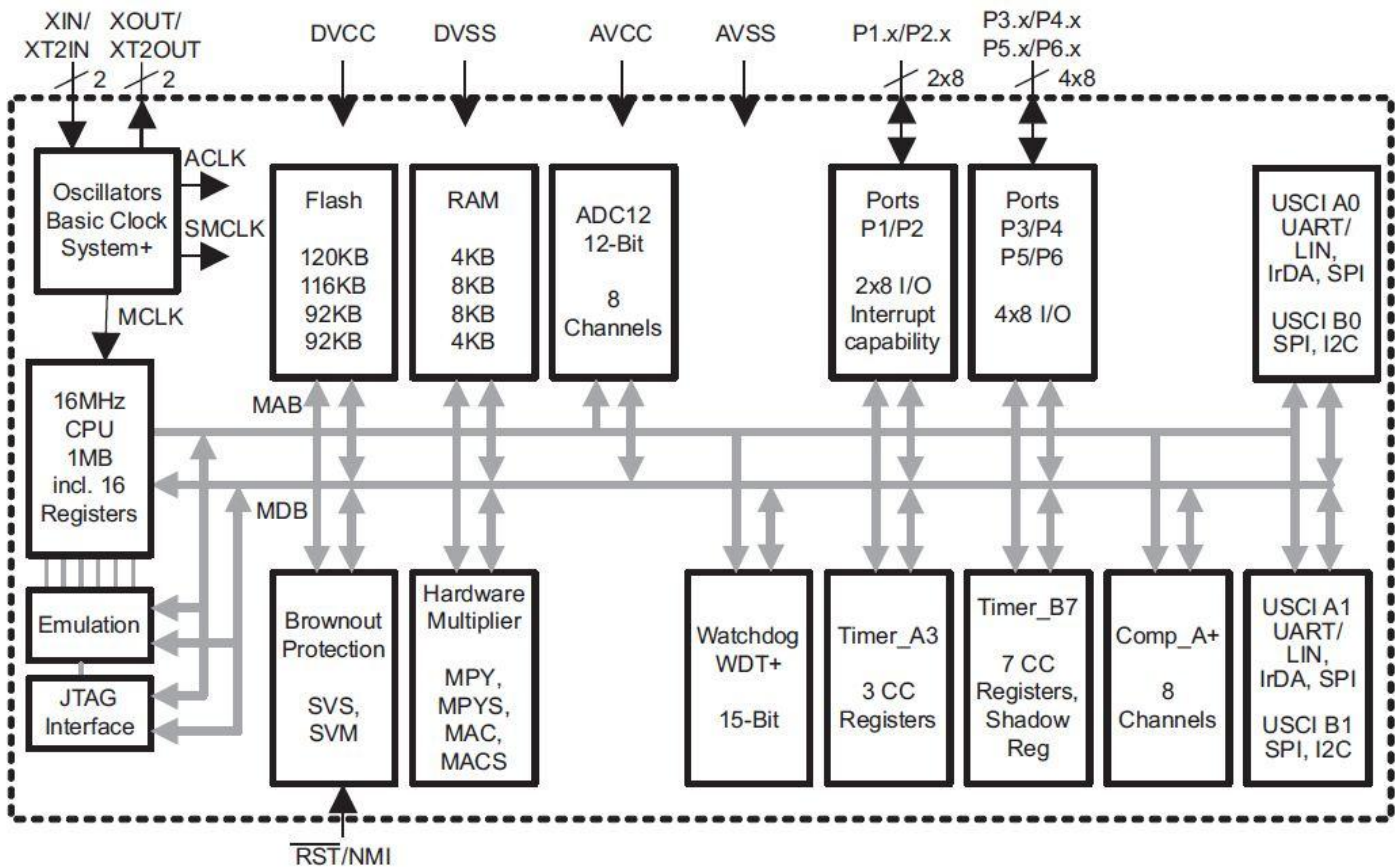 XIN/
XT2IN
XOUT/
XT2OUT
DVCC
DVSS
AVCC
AVSS
P1.x/P2.x
P3.x/P4.x
P5.x/P6.x
2
2
2x8
4x8
Oscillators
Basic Clock
System+
ACLK
SMCLK
MCLK
Flash
120KB
116KB
92KB
92KB
RAM
4KB
8KB
8KB
4KB
ADC12
12-Bit
8
Channels
Ports
P1/P2
2x8 I/O
Interrupt
capability
Ports
P3/P4
P5/P6
4x8 I/O
USCI A0
UART/
LIN,
IrDA, SPI
USCI B0
SPI, I2C
16MHz
CPU
1MB
incl. 16
Registers
MAB
MDB
Emulation
JTAG
Interface
Brownout
Protection
SVS,
SVM
Hardware
Multiplier
MPY,
MPYS,
MAC,
MACS
Watchdog
WDT+
15-Bit
Timer_A3
3 CC
Registers
Timer_B7
7 CC
Registers,
Shadow
Reg
Comp_A+
8
Channels
USCI A1
UART/
LIN,
IrDA, SPI
USCI B1
SPI, I2C
RST/NMI